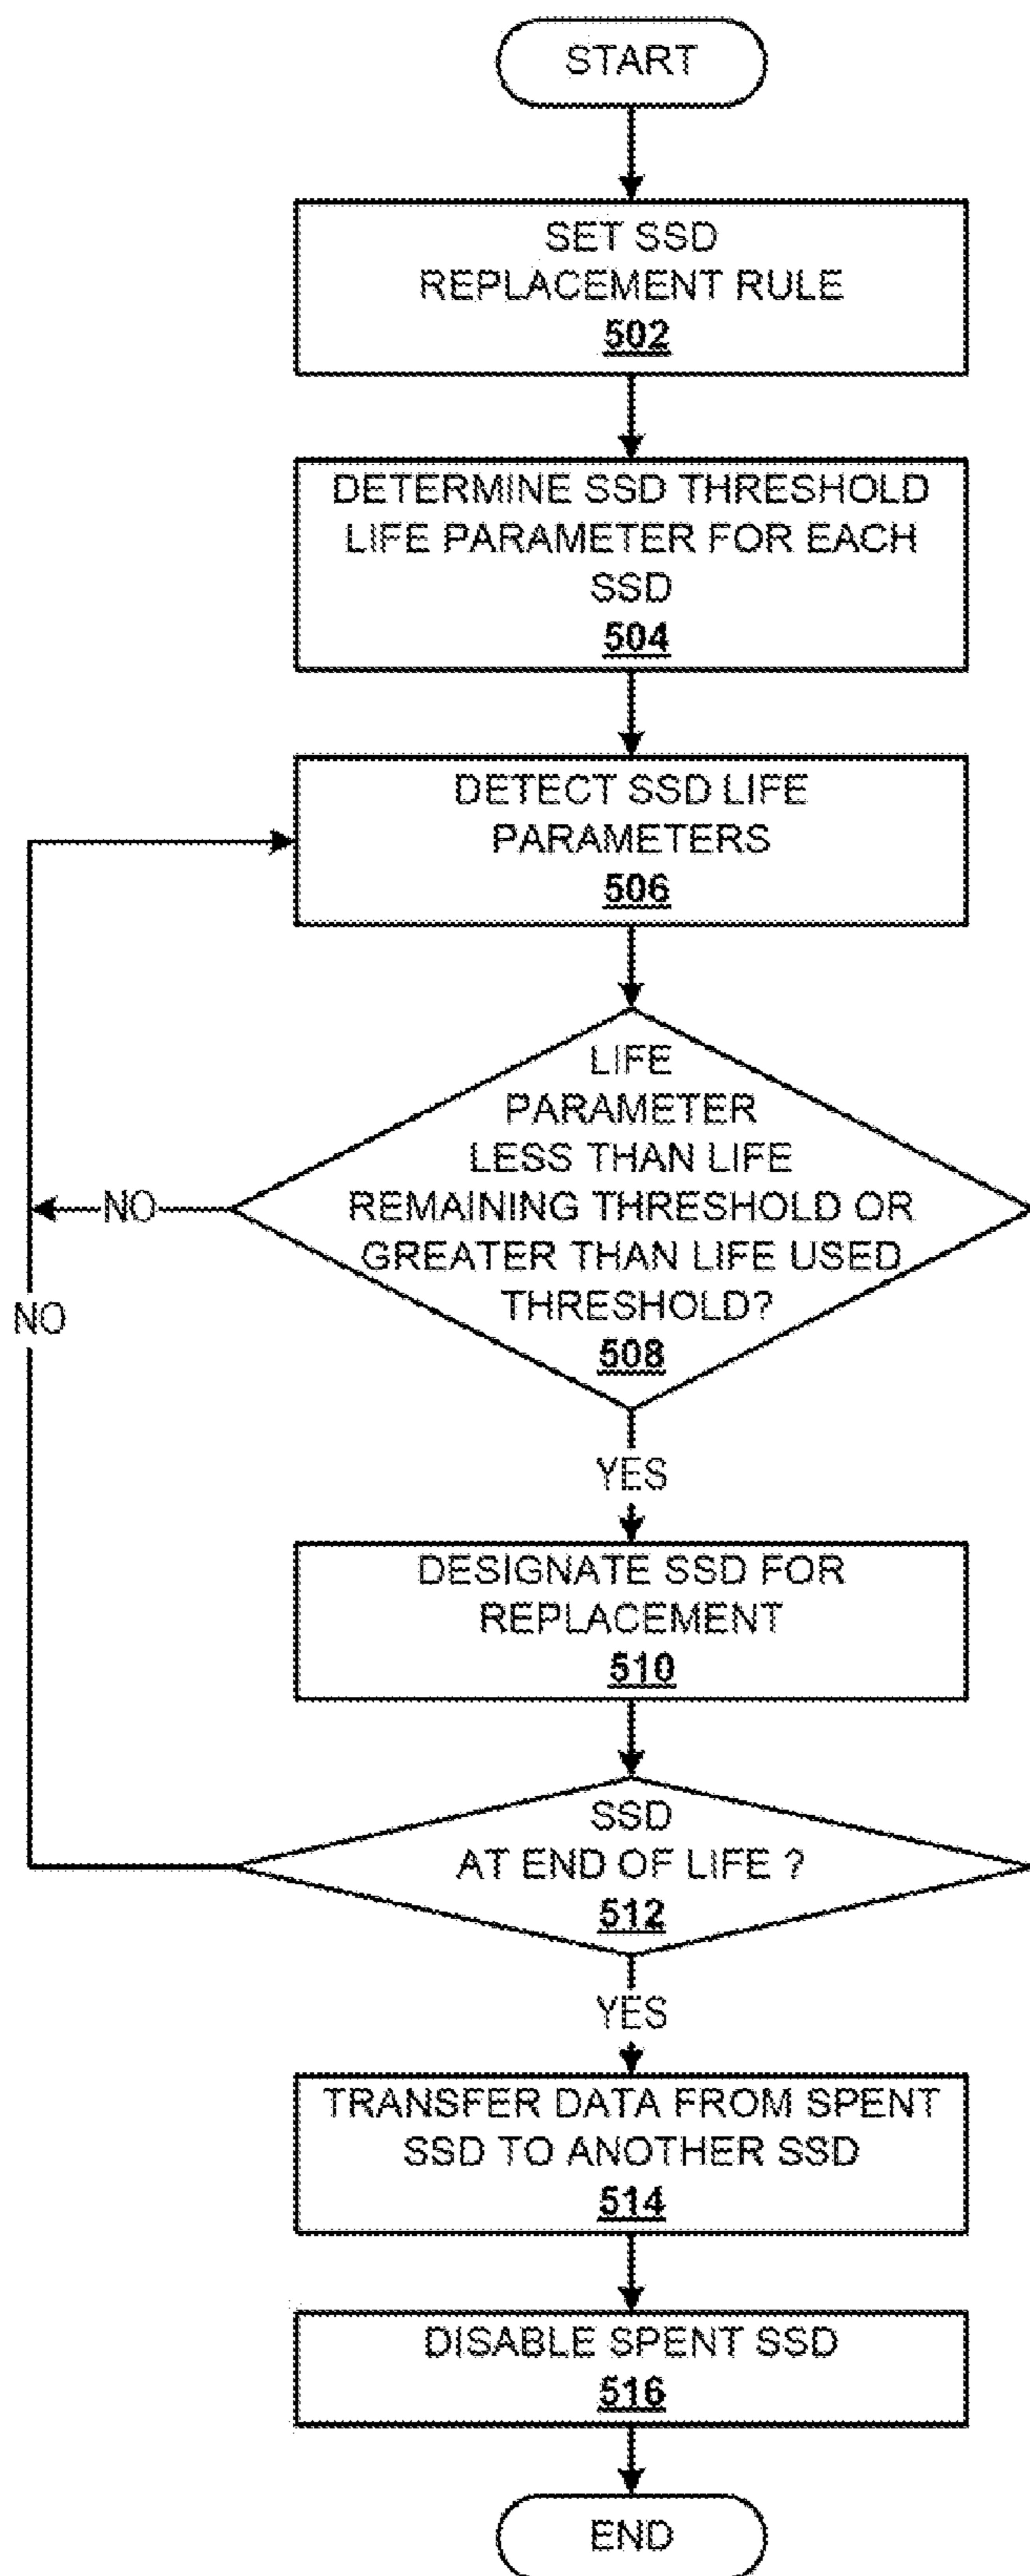 START
SET SSD
REPLACEMENT RULE
502
DETERMINE SSD THRESHOLD
LIFE PARAMETER FOR EACH
SSD
504
DETECT SSD LIFE
PARAMETERS
506
LIFE
PARAMETER
LESS THAN LIFE
REMAINING THRESHOLD OR
GREATER THAN LIFE USED
THRESHOLD?
508
NO
NO
YES
DESIGNATE SSD FOR
REPLACEMENT
510
SSD
AT END OF LIFE ?
512
YES
TRANSFER DATA FROM SPENT
SSD TO ANOTHER SSD
514
DISABLE SPENT SSD
516
END